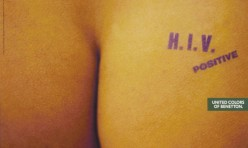 H.I.V.
POSITIVE
UNITED COLORS
OF BENETTON.